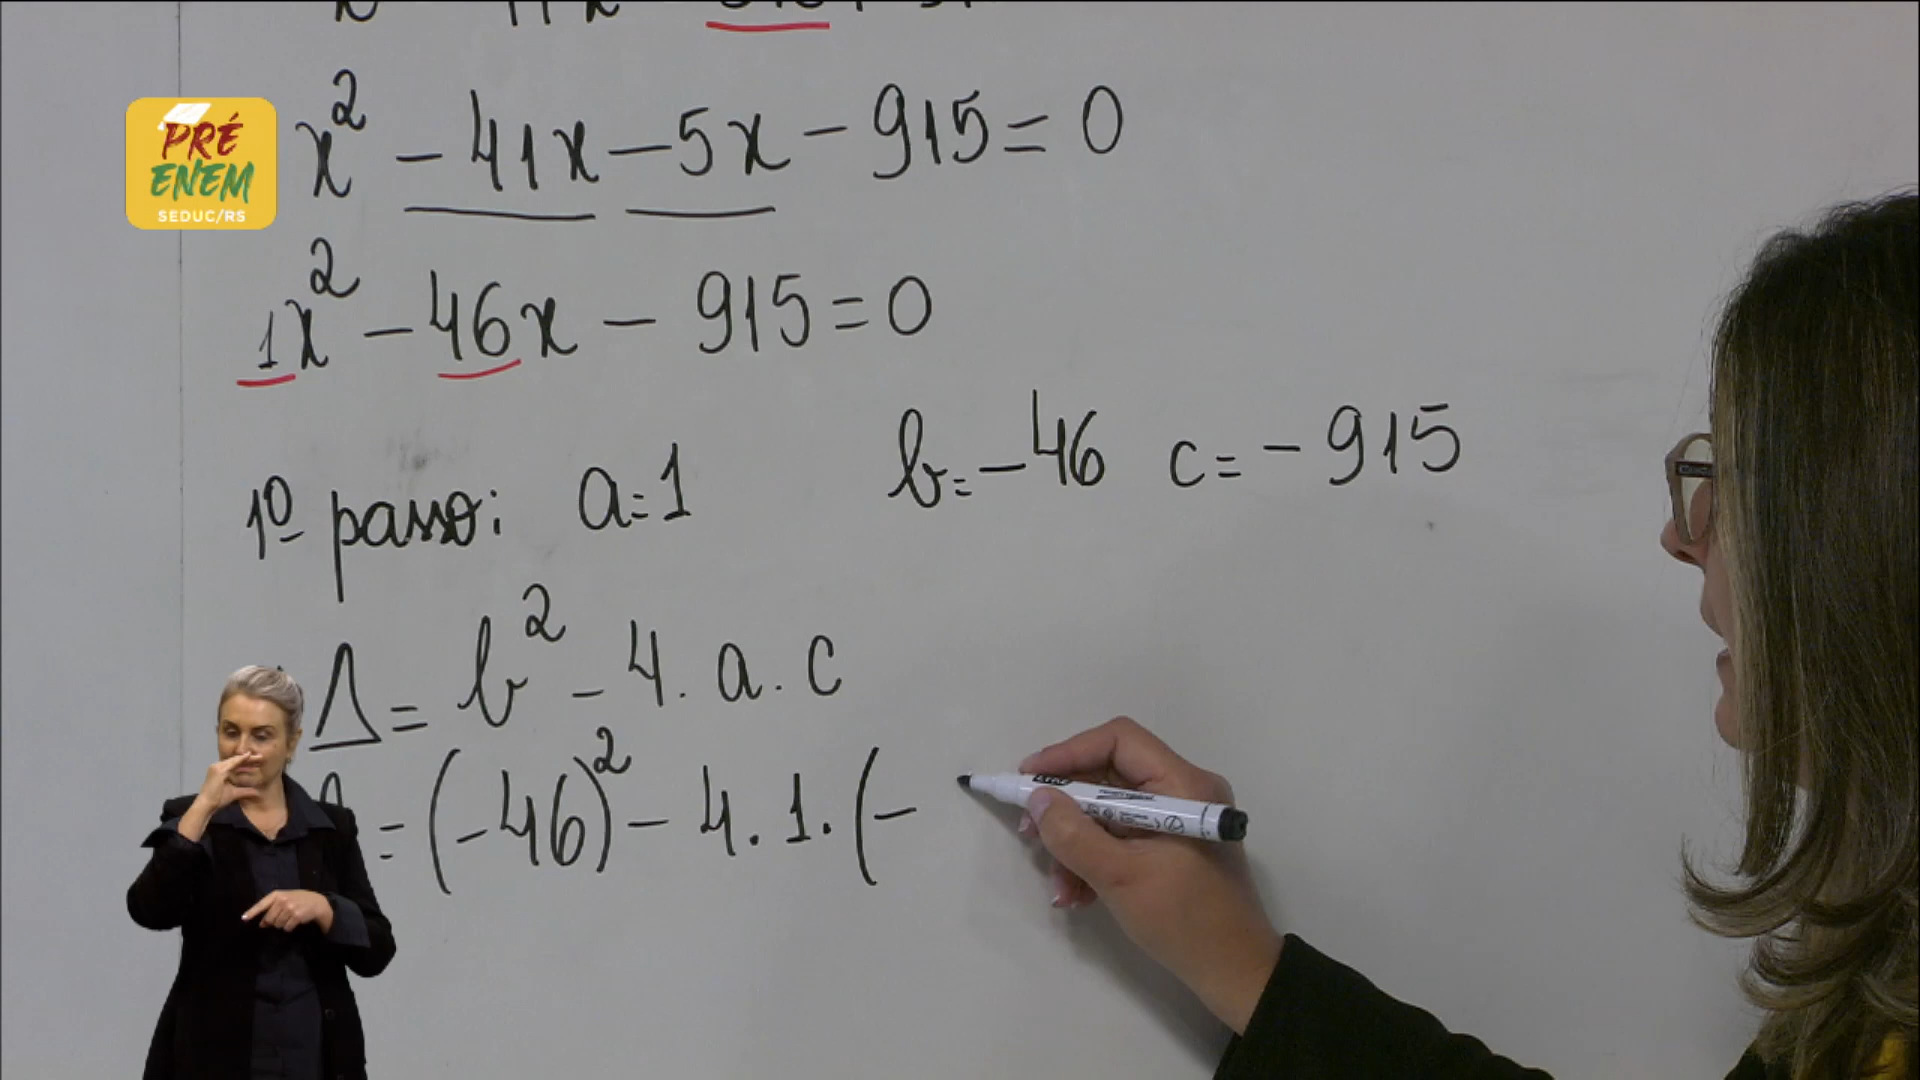 x² - 41x - 5x - 915 = 0
PRÉ
ENEM
SEDUC/RS
1x² - 46x - 915 = 0
1º passo: a=1 b=-46 c=-915
Δ = b² - 4. a. c
= (-46)² - 4. 1. (-